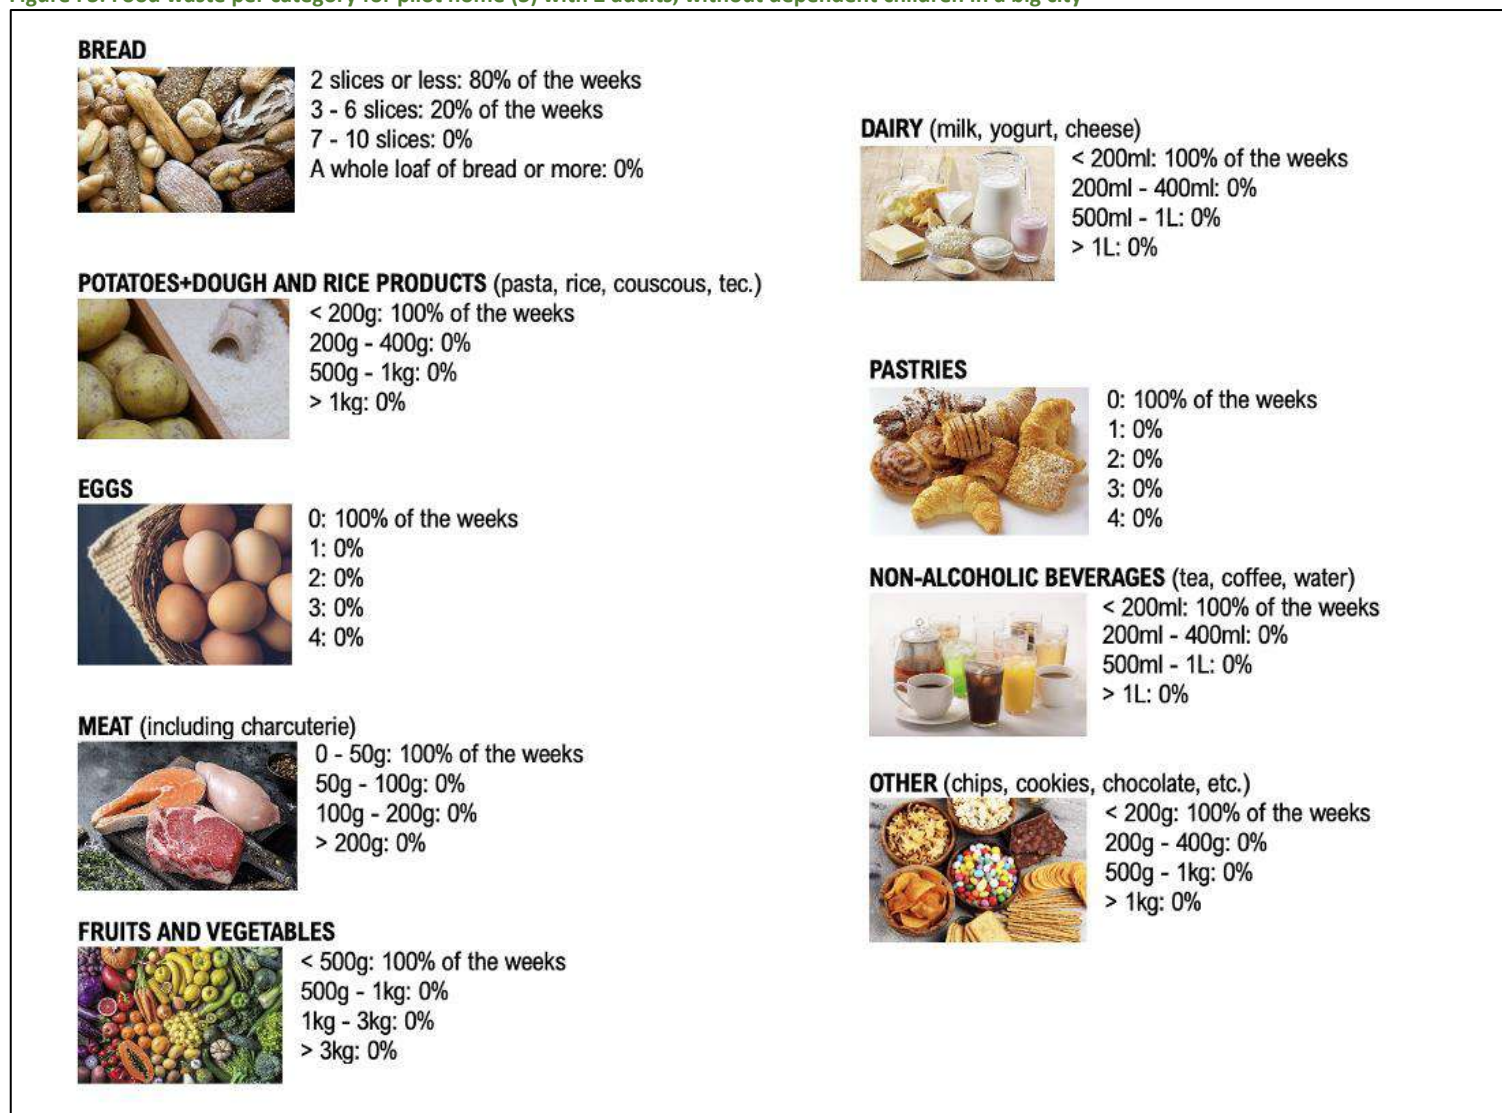 BREAD
2 slices or less: 80% of the weeks
3 - 6 slices: 20% of the weeks
7 - 10 slices: 0%
A whole loaf of bread or more: 0%
POTATOES+DOUGH AND RICE PRODUCTS (pasta, rice, couscous, tec.)
< 200g: 100% of the weeks
200g - 400g: 0%
500g - 1kg: 0%
> 1kg: 0%
EGGS
0: 100% of the weeks
1: 0%
2: 0%
3: 0%
4: 0%
MEAT (including charcuterie)
0 - 50g: 100% of the weeks
50g - 100g: 0%
100g - 200g: 0%
> 200g: 0%
FRUITS AND VEGETABLES
< 500g: 100% of the weeks
500g - 1kg: 0%
1kg - 3kg: 0%
> 3kg: 0%
DAIRY (milk, yogurt, cheese)
< 200ml: 100% of the weeks
200ml - 400ml: 0%
500ml - 1L: 0%
> 1L: 0%
PASTRIES
0: 100% of the weeks
1: 0%
2: 0%
3: 0%
4: 0%
NON-ALCOHOLIC BEVERAGES (tea, coffee, water)
< 200ml: 100% of the weeks
200ml - 400ml: 0%
500ml - 1L: 0%
> 1L: 0%
OTHER (chips, cookies, chocolate, etc.)
< 200g: 100% of the weeks
200g - 400g: 0%
500g - 1kg: 0%
> 1kg: 0%